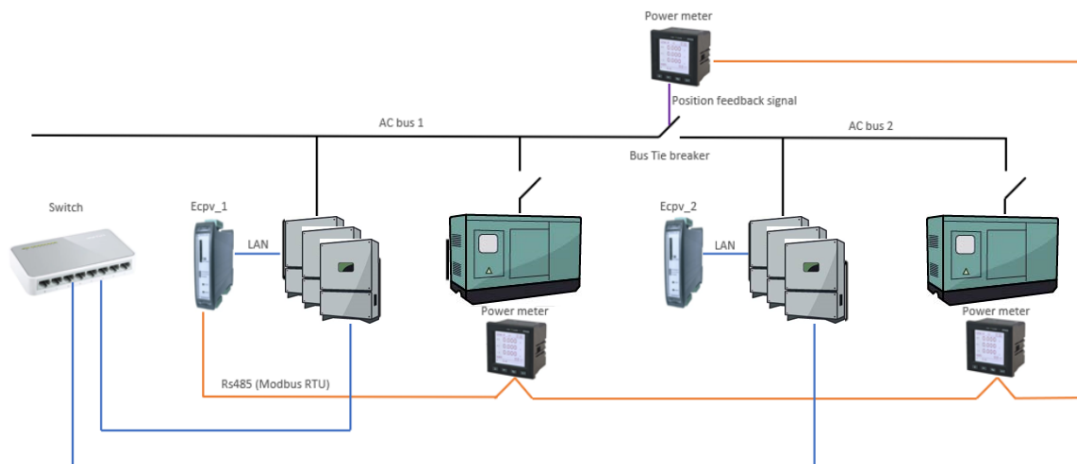 Power meter
Position feedback signal
AC bus 1
AC bus 2
Bus Tie breaker
Switch
Ecpv_1
Ecpv_2
LAN
LAN
Power meter
Power meter
Rs485 (Modbus RTU)